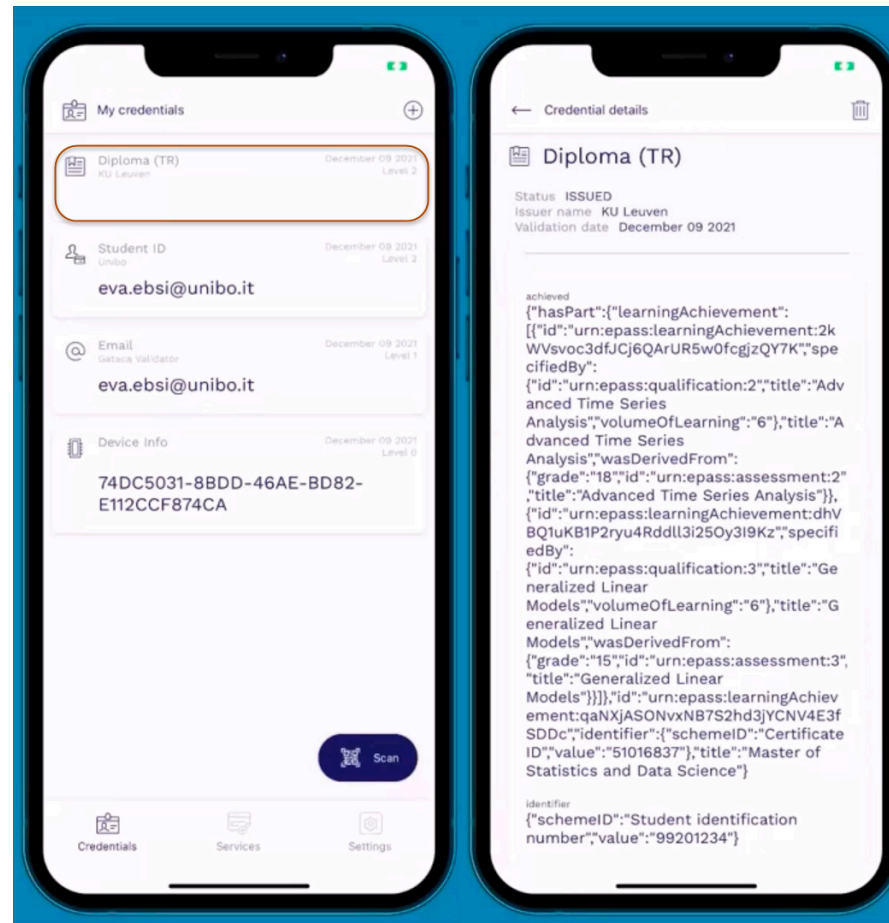 My credentials
Diploma (TR)
December 09 2021
KU Leuven
Level 2
Student ID
December 09 2021
Unibo
Level 2
eva.ebsi@unibo.it
Email
December 09 2021
Gataca Validator
Level 1
eva.ebsi@unibo.it
Device Info
December 09 2021
Level 0
74DC5031-8BDD-46AE-BD82-
E112CCF874CA
Scan
Credentials
Services
Settings
Credential details
Diploma (TR)
Status ISSUED
Issuer name KU Leuven
Validation date December 09 2021
achieved
{"hasPart":{"learningAchievement":
[{"id":"urn:epass:learningAchievement:2k
WVsvoc3dfJCj6QArUR5w0fcgjzQY7K","spe
cifiedBy":
{"id":"urn:epass:qualification:2","title":"Adv
anced Time Series
Analysis","volumeOfLearning":"6"},"title":"A
dvanced Time Series
Analysis","wasDerivedFrom":
{"grade":"18","id":"urn:epass:assessment:2"
,"title":"Advanced Time Series Analysis"}},
{"id":"urn:epass:learningAchievement:dhV
BQ1uKB1P2ryu4Rddll3i25Oy3I9Kz","specifi
edBy":
{"id":"urn:epass:qualification:3","title":"Ge
neralized Linear
Models","volumeOfLearning":"6"},"title":"G
eneralized Linear
Models","wasDerivedFrom":
{"grade":"15","id":"urn:epass:assessment:3",
"title":"Generalized Linear
Models"}}]},"id":"urn:epass:learningAchiev
ement:qaNXjASONvxNB7S2hd3jYCNV4E3f
SDDc","identifier":{"schemeID":"Certificate
ID","value":"51016837"},"title":"Master of
Statistics and Data Science"}
identifier
{"schemeID":"Student identification
number","value":"99201234"}